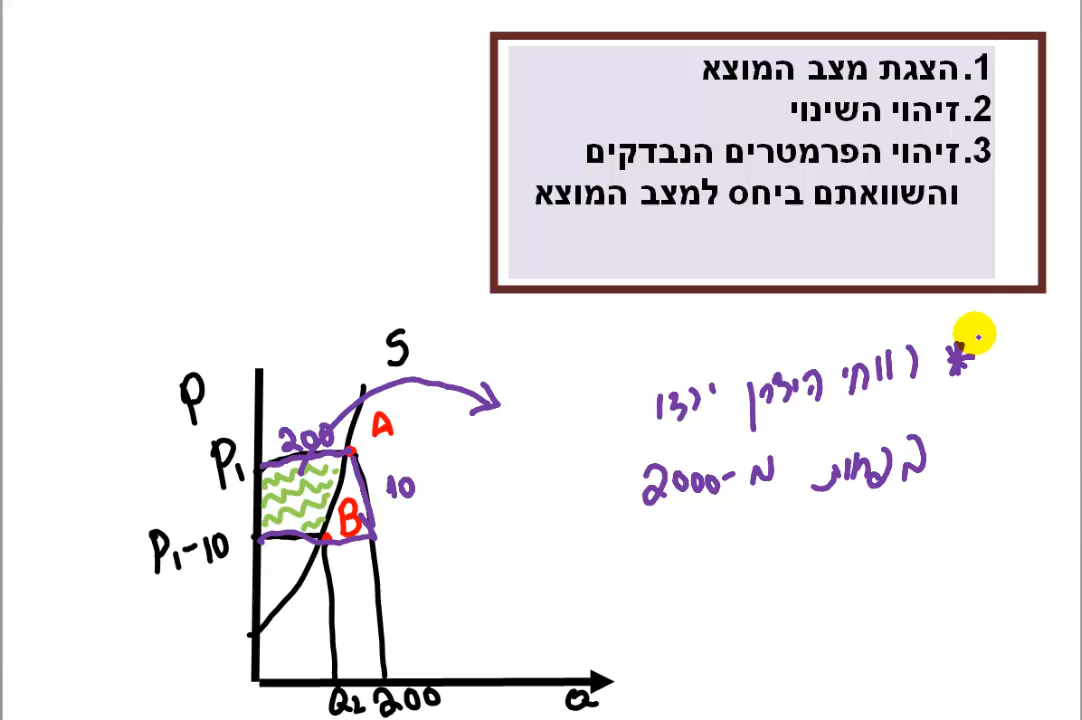 1. הצגת מצב המוצא
2. זיהוי השינוי
3. זיהוי הפרמטרים הנבדקים
והשוואתם ביחס למצב המוצא
S
P
A
200
P₁
10
B
P₁-10
Q₂ 200 Q
* רווחי היצרן ירדו
בפחות מ-2000